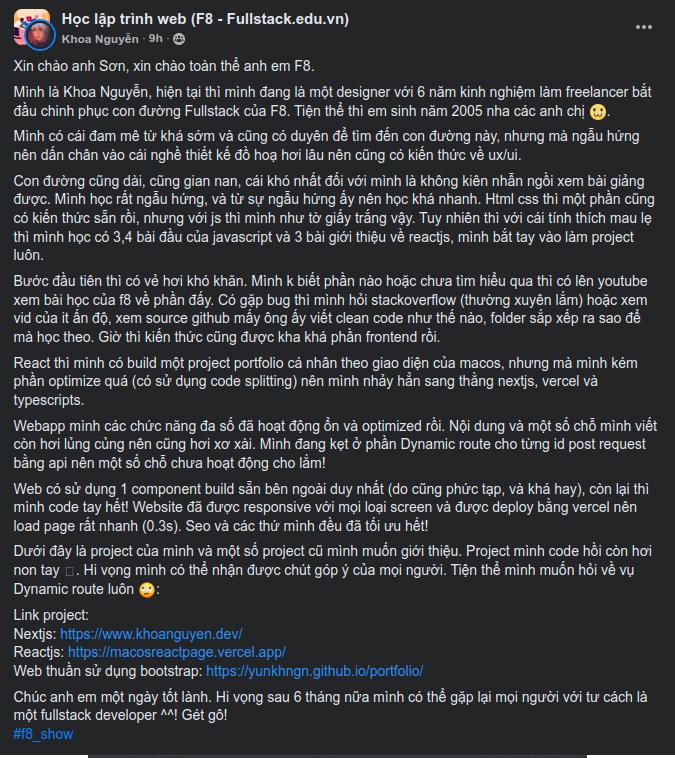 Học lập trình web (F8 - Fullstack.edu.vn)
Khoa Nguyễn · 9h ·
Xin chào anh Sơn, xin chào toàn thể anh em F8.
Mình là Khoa Nguyễn, hiện tại thì mình đang là một designer với 6 năm kinh nghiệm làm freelancer bắt
đầu chinh phục con đường Fullstack của F8. Tiện thể thì em sinh năm 2005 nha các anh chị 🙂.
Mình có cái đam mê từ khá sớm và cũng có duyên để tìm đến con đường này, nhưng mà ngẫu hứng
nên dấn chân vào cái nghề thiết kế đồ hoạ hơi lâu nên cũng có kiến thức về ux/ui.
Con đường cũng dài, cũng gian nan, cái khó nhất đối với mình là không kiên nhẫn ngồi xem bài giảng
được. Mình học rất ngẫu hứng, và từ sự ngẫu hứng ấy nên học khá nhanh. Html css thì một phần cũng
có kiến thức sẵn rồi, nhưng với js thì mình như tờ giấy trắng vậy. Tuy nhiên thì với cái tính thích mau lẹ
thì mình học có 3,4 bài đầu của javascript và 3 bài giới thiệu về reactjs, mình bắt tay vào làm project
luôn.
Bước đầu tiên thì có vẻ hơi khó khăn. Mình k biết phần nào hoặc chưa tìm hiểu qua thì có lên youtube
xem bài học của f8 về phần đấy. Có gặp bug thì mình hỏi stackoverflow (thường xuyên lắm) hoặc xem
vid của it ấn độ, xem source github mấy ông ấy viết clean code như thế nào, folder sắp xếp ra sao để
mà học theo. Giờ thì kiến thức cũng được kha khá phần frontend rồi.
React thì mình có build một project portfolio cá nhân theo giao diện của macos, nhưng mà mình kém
phần optimize quá (có sử dụng code splitting) nên mình nhảy hẳn sang thằng nextjs, vercel và
typescripts.
Webapp mình các chức năng đa số đã hoạt động ổn và optimized rồi. Nội dung và một số chỗ mình viết
còn hơi lủng củng nên cũng hơi xơ xài. Mình đang kẹt ở phần Dynamic route cho từng id post request
bằng api nên một số chỗ chưa hoạt động cho lắm!
Web có sử dụng 1 component build sẵn bên ngoài duy nhất (do cũng phức tạp, và khá hay), còn lại thì
mình code tay hết! Website đã được responsive với mọi loại screen và được deploy bằng vercel nên
load page rất nhanh (0.3s). Seo và các thứ mình đều đã tối ưu hết!
Dưới đây là project của mình và một số project cũ mình muốn giới thiệu. Project mình code hồi còn hơi
non tay . Hi vọng mình có thể nhận được chút góp ý của mọi người. Tiện thể mình muốn hỏi về vụ
Dynamic route luôn 🙄:
Link project:
Nextjs: https://www.khoanguyen.dev/
Reactjs: https://macosreactpage.vercel.app/
Web thuần sử dụng bootstrap: https://yunkhngn.github.io/portfolio/
Chúc anh em một ngày tốt lành. Hi vọng sau 6 tháng nữa mình có thể gặp lại mọi người với tư cách là
một fullstack developer ^^! Gét gô!
#f8_show